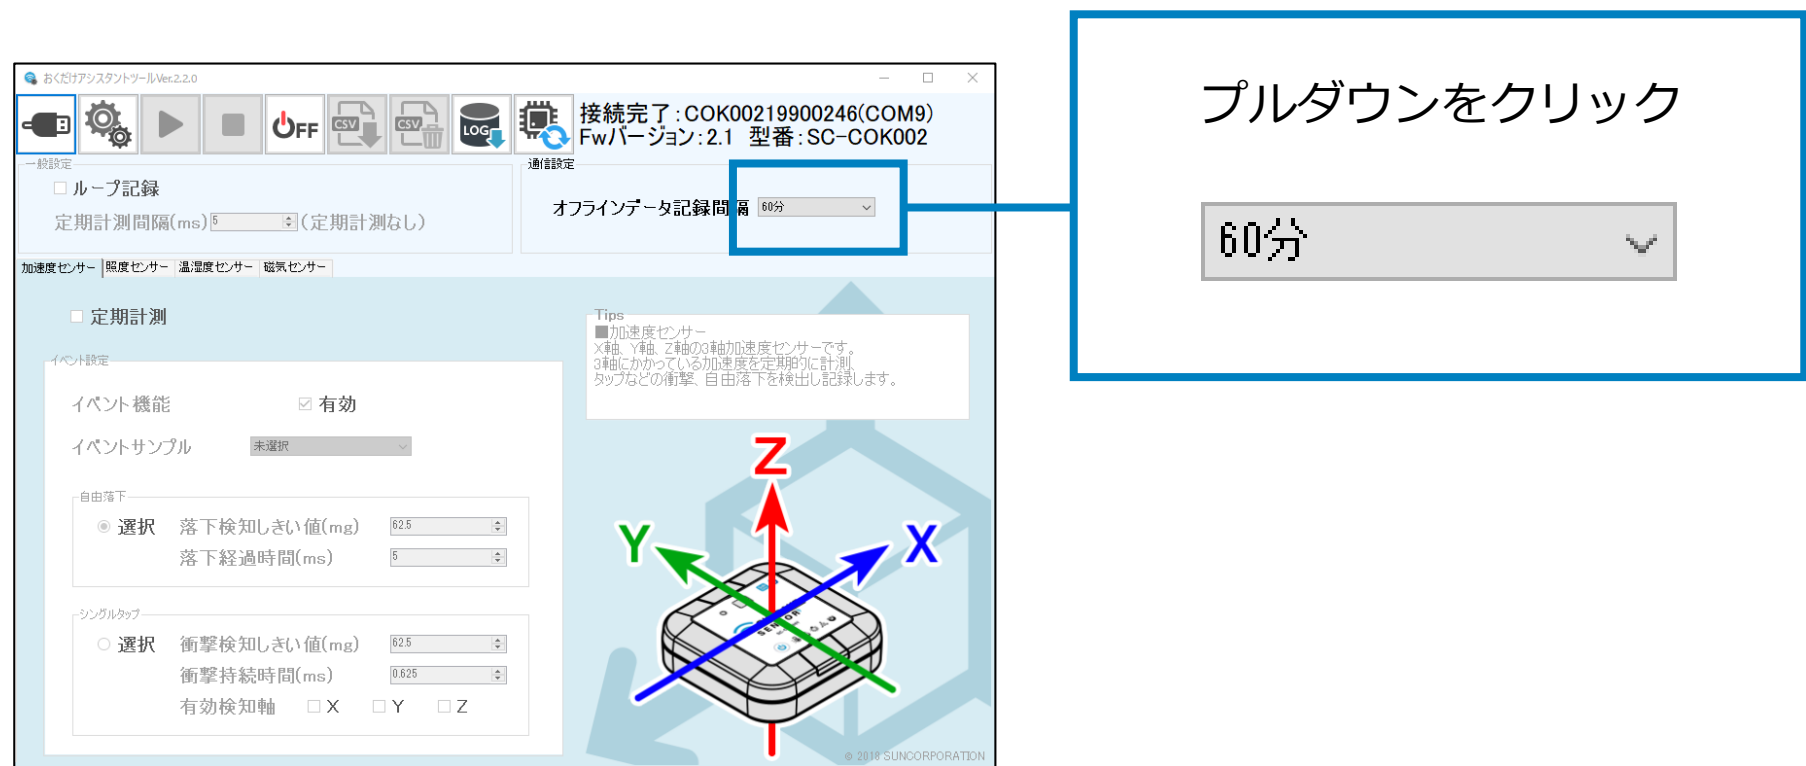 おくだけアシスタントツールVer.2.2.0
OFF
CSV
CSV
LOG
接続完了:COK00219900246(COM9)
Fwバージョン:2.1 型番:SC-COK002
一般設定
ループ記録
定期計測間隔(ms) 5 (定期計測なし)
通信設定
オフラインデータ記録間隔 60分
プルダウンをクリック
60分
加速度センサー 照度センサー 温湿度センサー 磁気センサー
定期計測
イベント設定
イベント機能 有効
イベントサンプル 未選択
自由落下
選択 落下検知しきい値(mg) 62.5
落下経過時間(ms) 5
シングルタップ
選択 衝撃検知しきい値(mg) 62.5
衝撃持続時間(ms) 0.625
有効検知軸 X Y Z
Tips
■加速度センサー
X軸、Y軸、Z軸の3軸加速度センサーです。
3軸にかかっている加速度を定期的に計測、
タップなどの衝撃、自由落下を検出し記録します。
Z
Y
X
© 2018 SUNCORPORATION